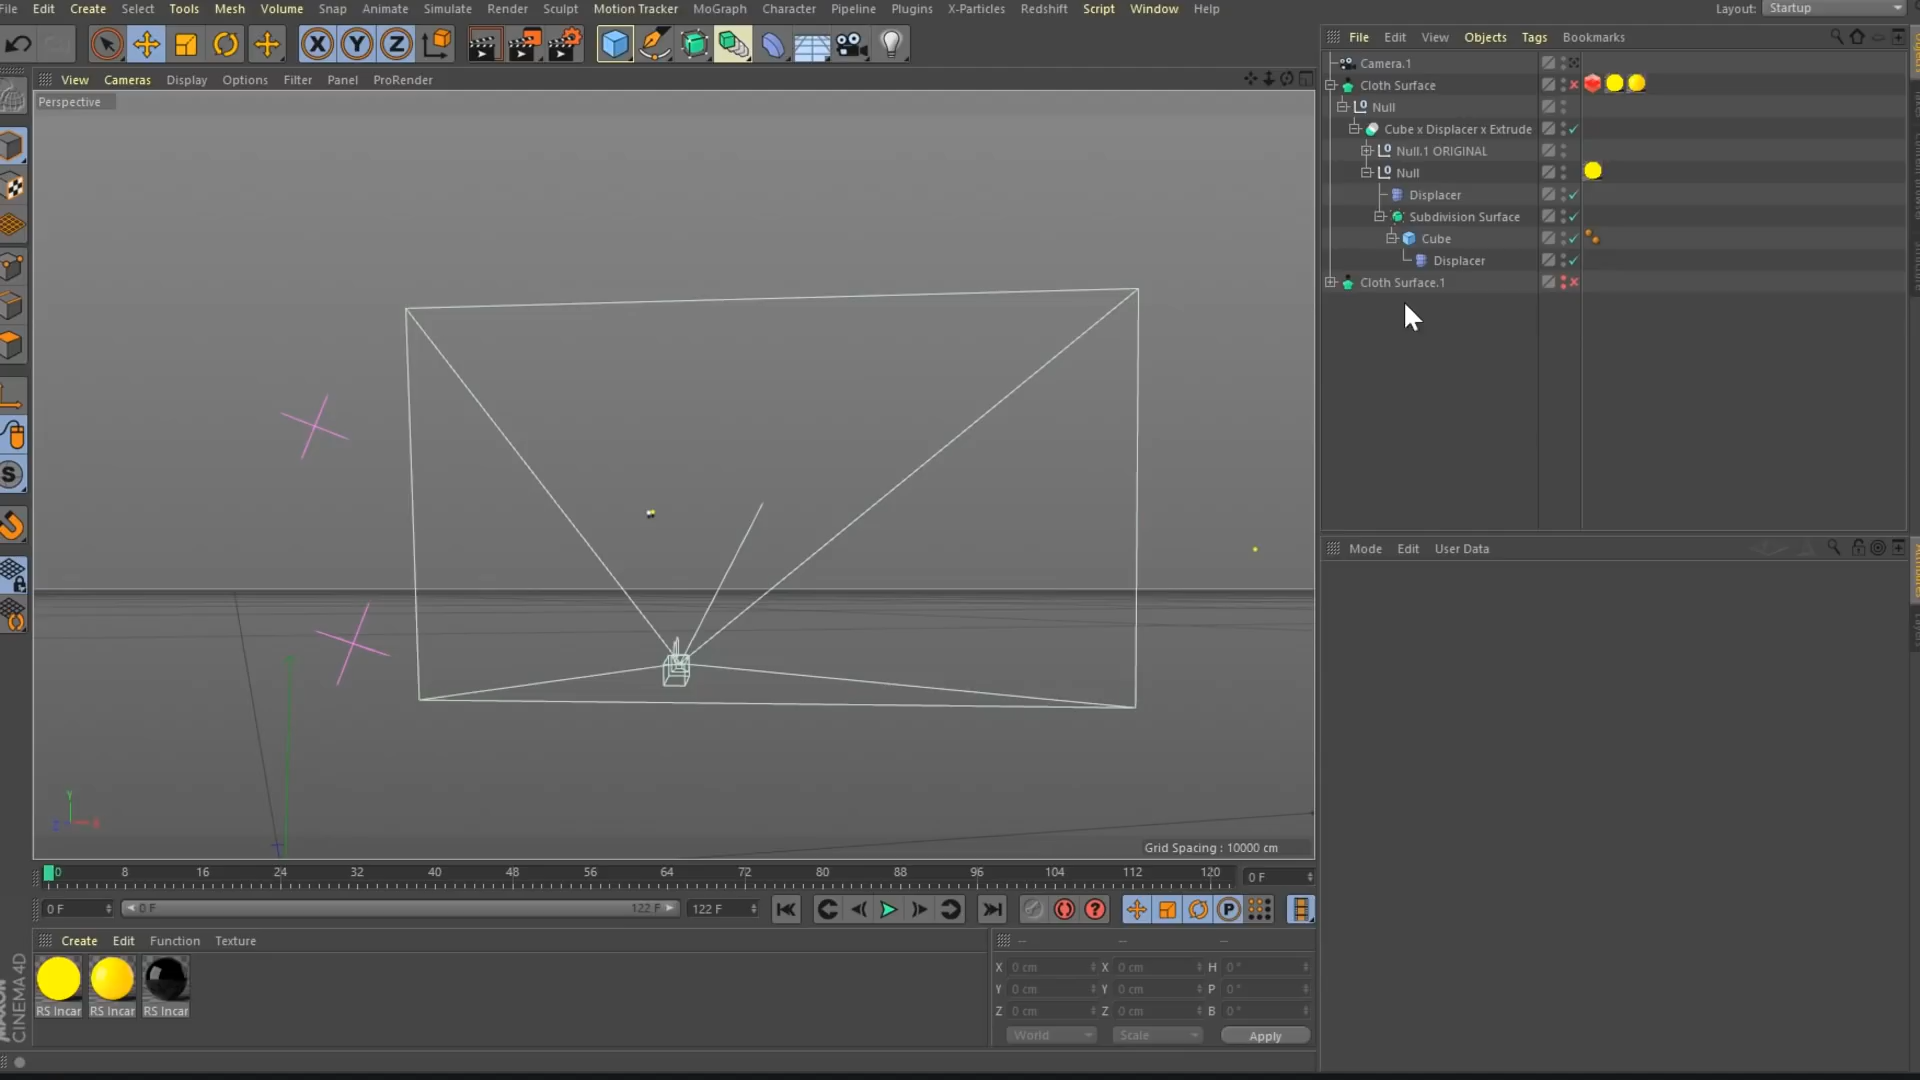 File Edit Create Select Tools Mesh Volume Snap Animate Simulate Render Sculpt Motion Tracker MoGraph Character Pipeline Plugins X-Particles Redshift Script Window Help Layout: Startup
File Edit View Objects Tags Bookmarks
View Cameras Display Options Filter Panel ProRender
Perspective
Camera.1
Cloth Surface
Null
Cube x Displacer x Extrude
Null.1 ORIGINAL
Null
Displacer
Subdivision Surface
Cube
Displacer
Cloth Surface.1
Mode Edit User Data
Y
Z X
Grid Spacing : 10000 cm
0 8 16 24 32 40 48 56 64 72 80 88 96 104 112 120 0 F
0 F 0 F 122 F 122 F
Create Edit Function Texture
RS Incar RS Incar RS Incar
-- -- --
X 0 cm X 0 cm H 0 °
Y 0 cm Y 0 cm P 0 °
Z 0 cm Z 0 cm B 0 °
World Scale Apply
MAXON
CINEMA 4D